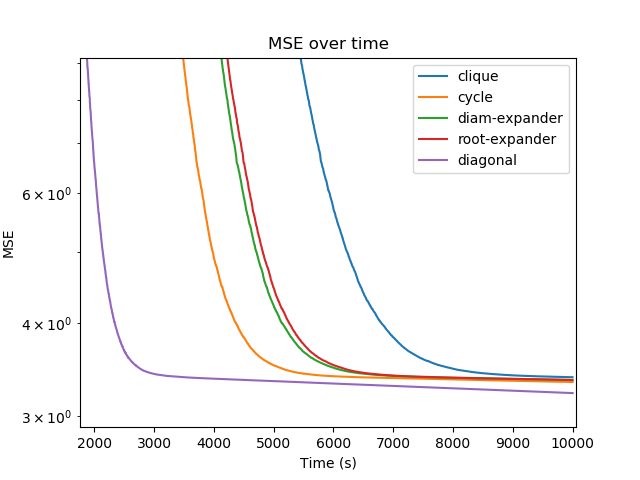 MSE over time
clique
cycle
diam-expander
root-expander
diagonal
MSE
6 × 10⁰
4 × 10⁰
3 × 10⁰
2000 3000 4000 5000 6000 7000 8000 9000 10000
Time (s)